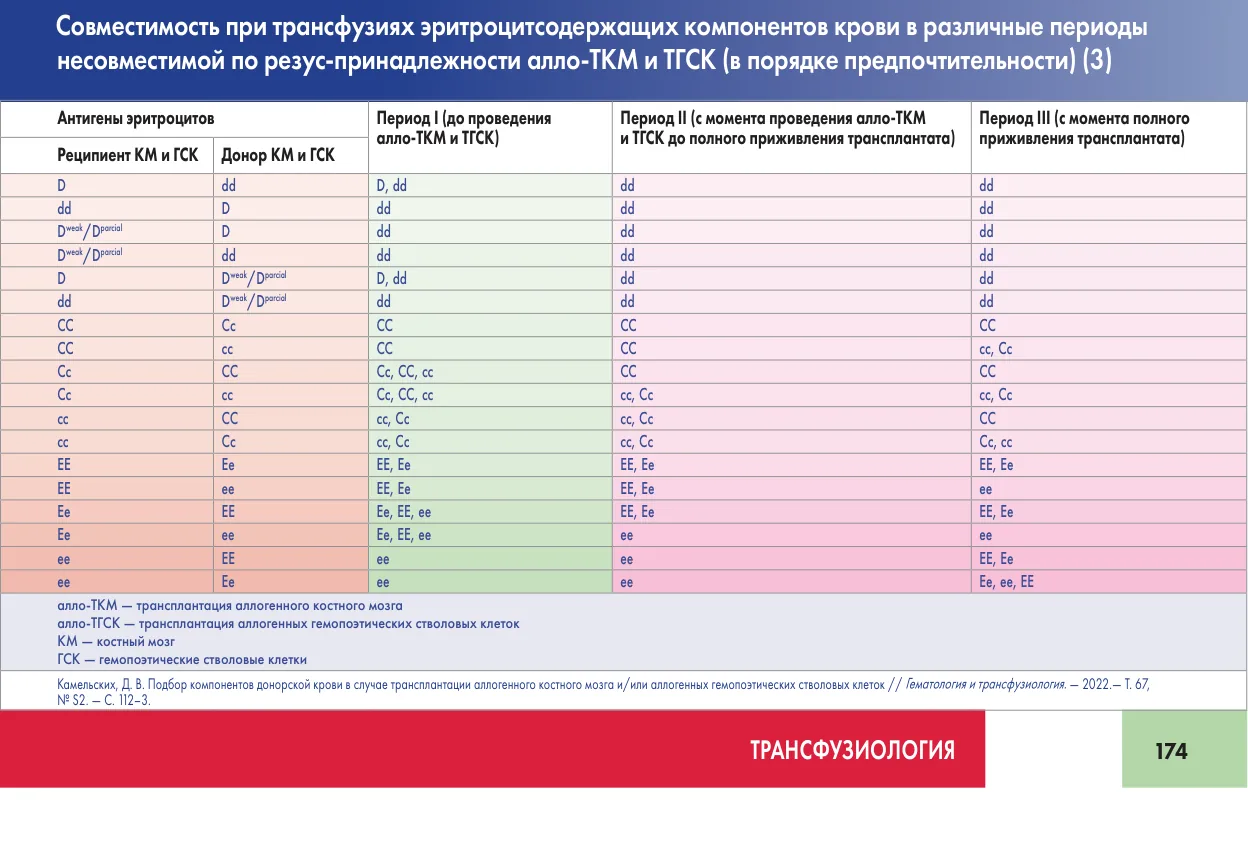 Совместимость при трансфузиях эритроцитсодержащих компонентов крови в различные периоды
несовместимой по резус-принадлежности алло-ТКМ и ТГСК (в порядке предпочтительности) (3)
Антигены эритроцитов
Период I (до проведения
алло-ТКМ и ТГСК)
Период II (с момента проведения алло-ТКМ
и ТГСК до полного приживления трансплантата)
Период III (с момента полного
приживления трансплантата)
Реципиент КМ и ГСК Донор КМ и ГСК
D dd D, dd dd dd
dd D dd dd dd
Dweak/Dparcial D dd dd dd
Dweak/Dparcial dd dd dd dd
D Dweak/Dparcial D, dd dd dd
dd Dweak/Dparcial dd dd dd
CC Cc CC CC CC
CC cc CC CC cc, Cc
Cc CC Cc, CC, cc CC CC
Cc cc Cc, CC, cc cc, Cc cc, Cc
cc CC cc, Cc cc, Cc CC
cc Cc cc, Cc cc, Cc Cc, cc
EE Ee EE, Ee EE, Ee EE, Ee
EE ee EE, Ee EE, Ee ee
Ee EE Ee, EE, ee EE, Ee EE, Ee
Ee ee Ee, EE, ee ee ee
ee EE ee ee EE, Ee
ee Ee ee ee Ee, ee, EE
алло-ТКМ — трансплантация аллогенного костного мозга
алло-ТГСК — трансплантация аллогенных гемопоэтических стволовых клеток
КМ — костный мозг
ГСК — гемопоэтические стволовые клетки
Камельских, Д. В. Подбор компонентов донорской крови в случае трансплантации аллогенного костного мозга и/или аллогенных гемопоэтических стволовых клеток // Гематология и трансфузиология. — 2022.— Т. 67,
№ S2. — С. 112–3.
ТРАНСФУЗИОЛОГИЯ
174